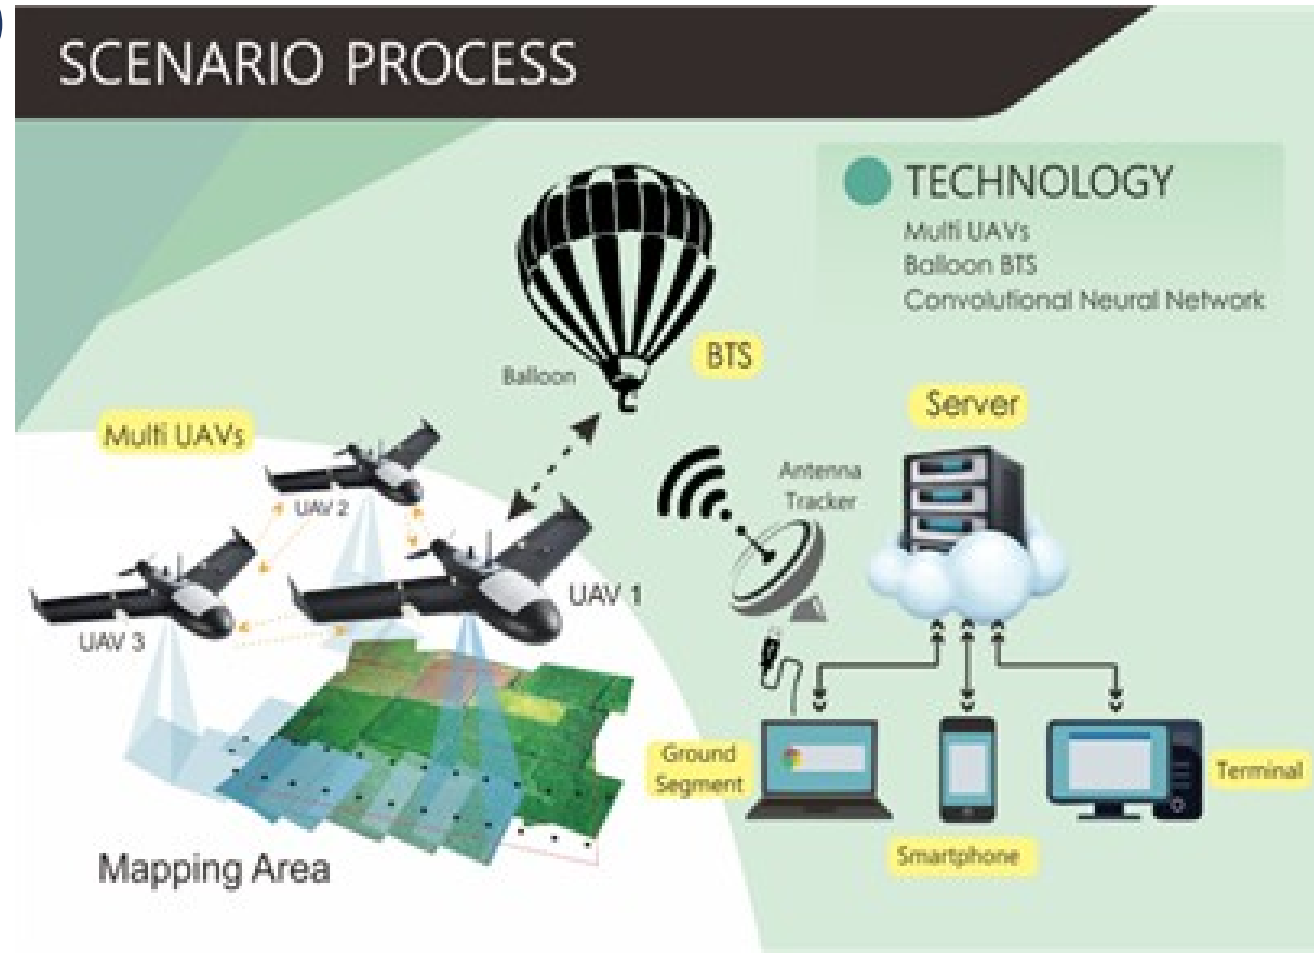 SCENARIO PROCESS
TECHNOLOGY
Multi UAVs
Balloon BTS
Convolutional Neural Network
BTS
Balloon
Server
Multi UAVs
Antenna
Tracker
UAV 2
UAV 1
UAV 3
Ground
Segment
Terminal
Smartphone
Mapping Area